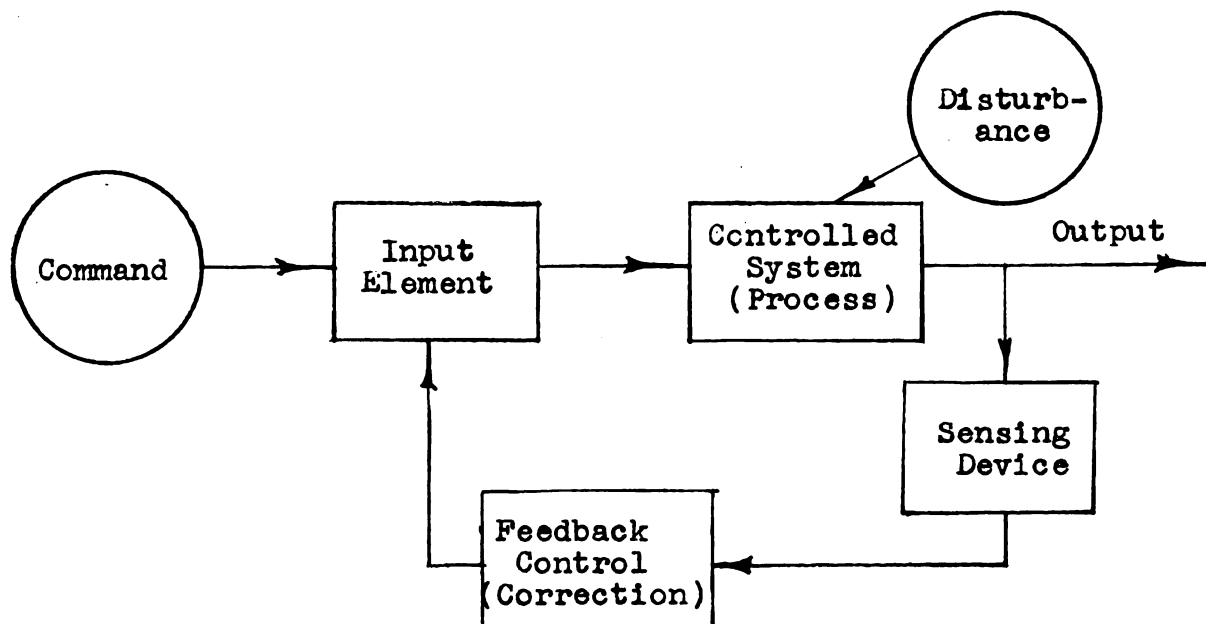 Disturb-
ance
Command
Input
Element
Controlled
System
(Process)
Output
Sensing
Device
Feedback
Control
(Correction)